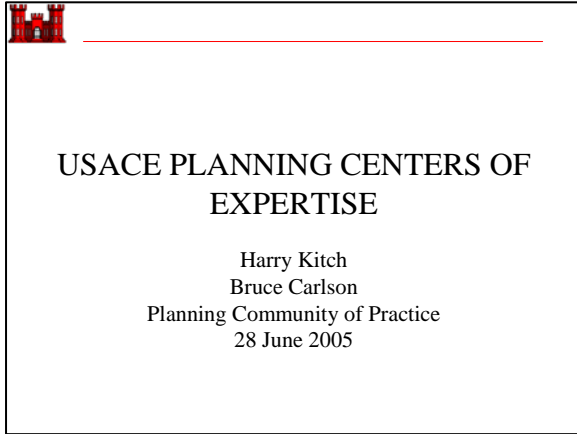 USACE PLANNING CENTERS OF
EXPERTISE
Harry Kitch
Bruce Carlson
Planning Community of Practice
28 June 2005